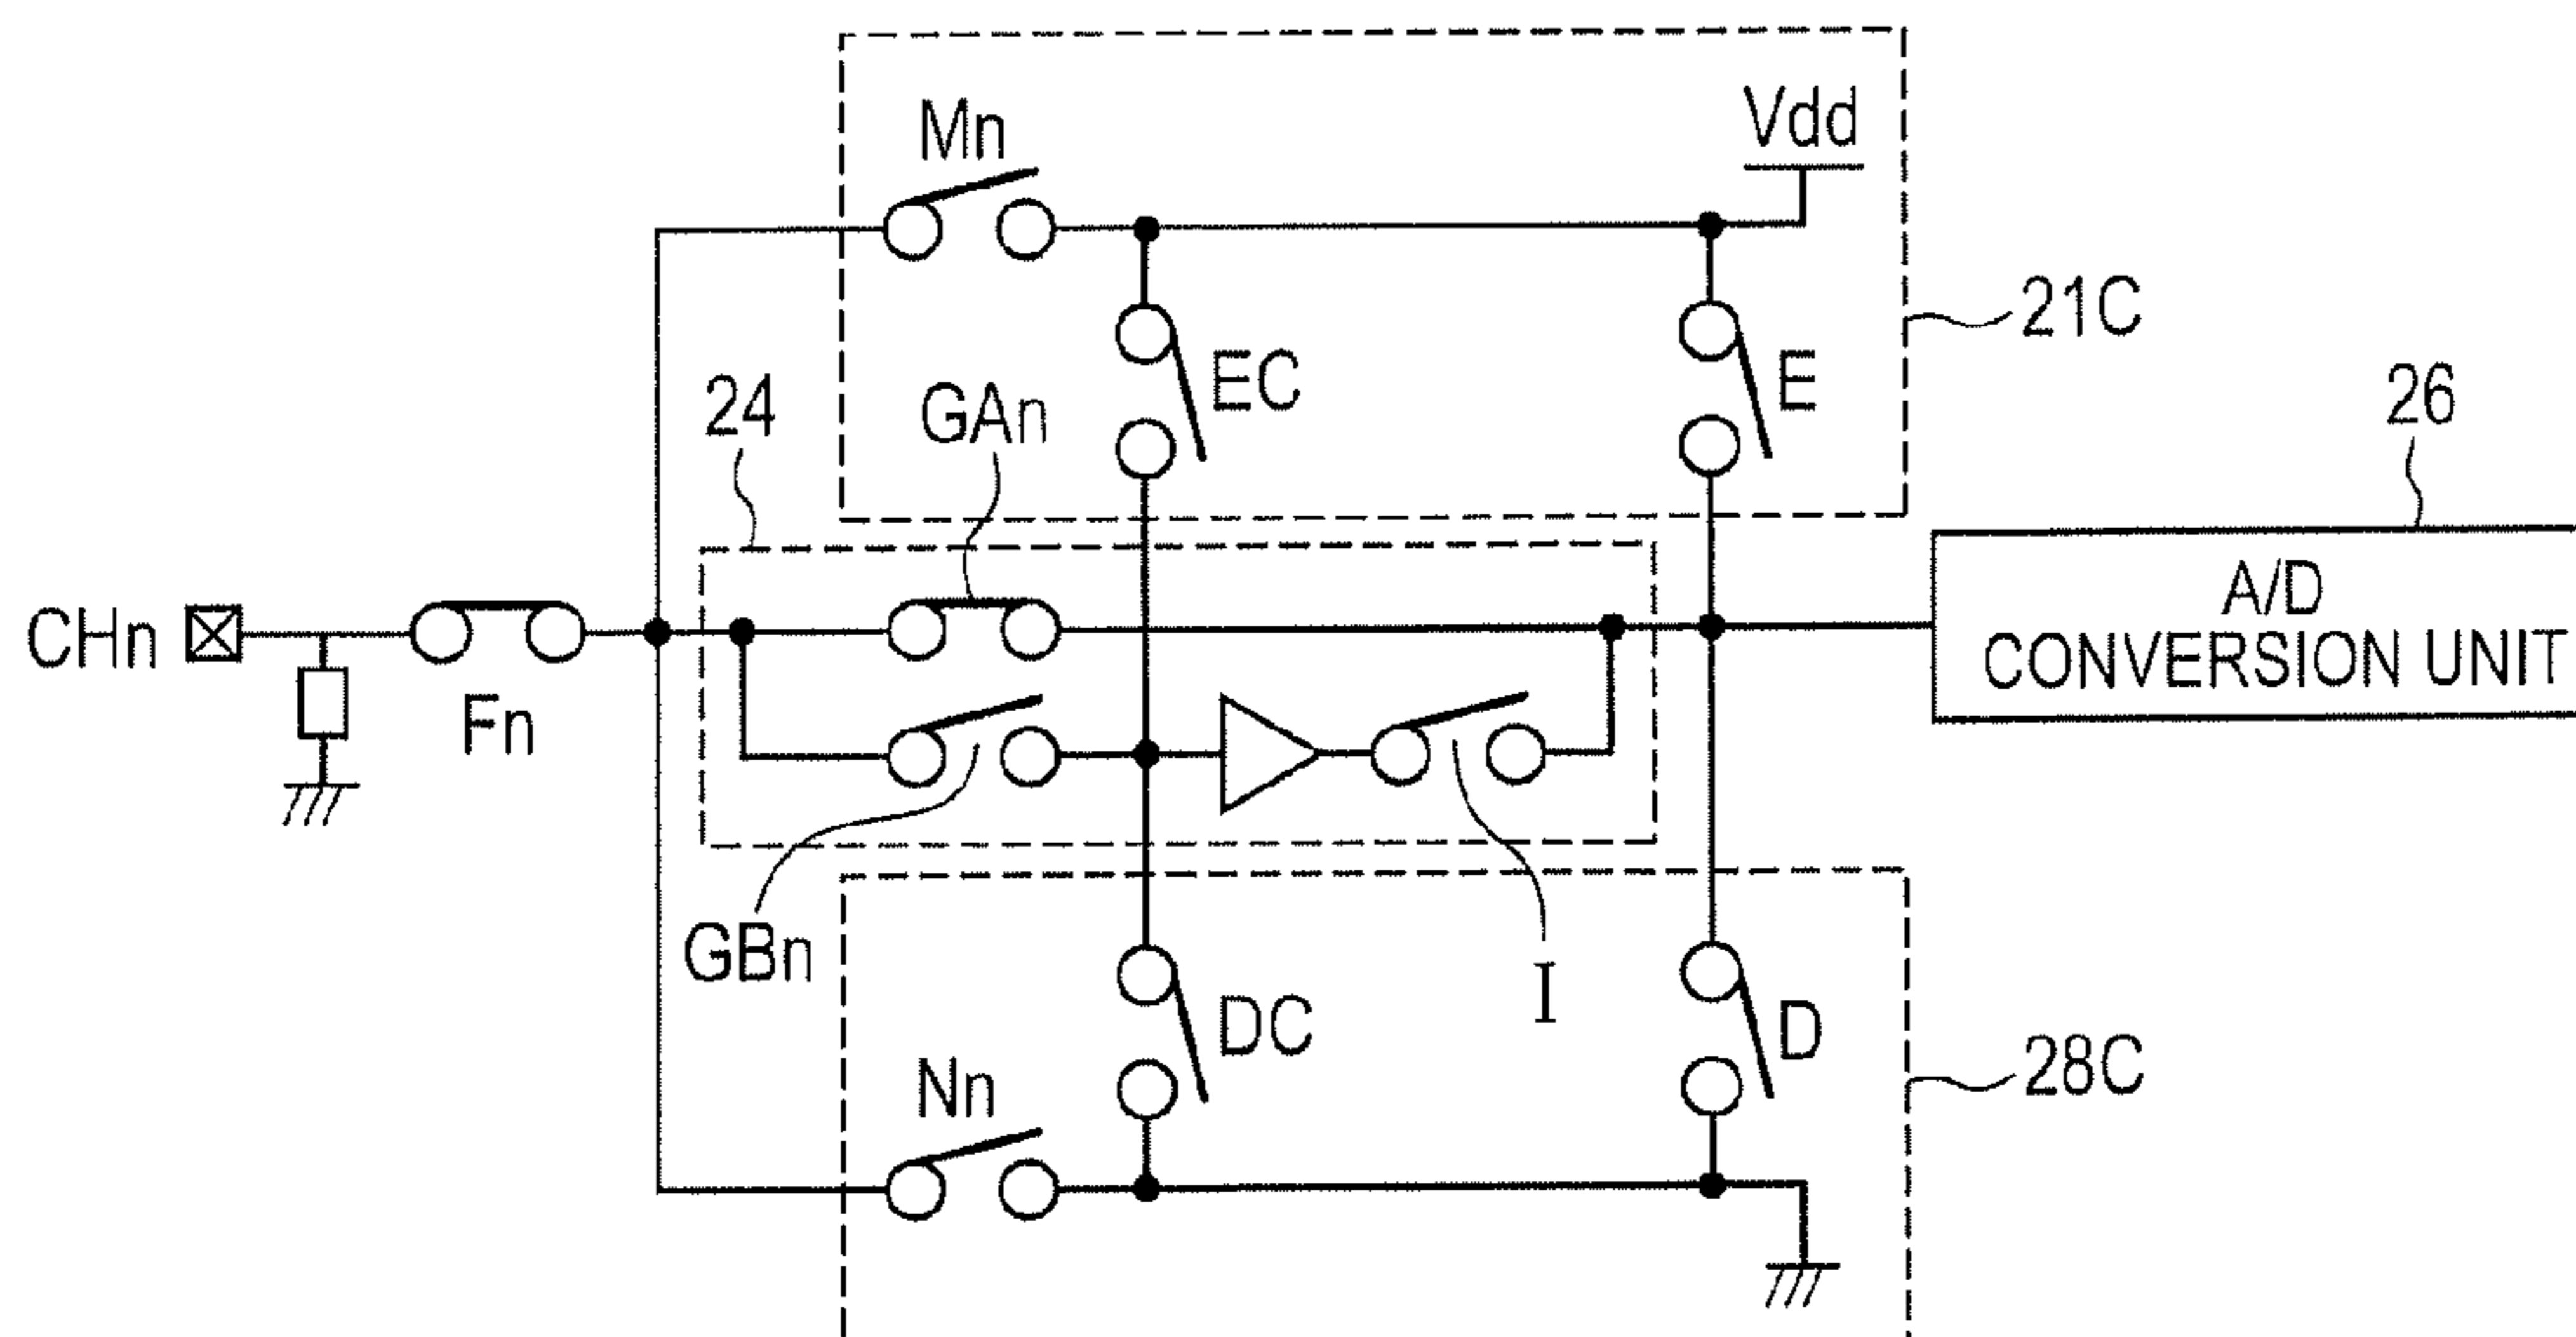 Mn
Vdd
EC
E
21C
24
GAn
26
CHn
Fn
A/D
CONVERSION UNIT
GBn
I
DC
D
Nn
28C